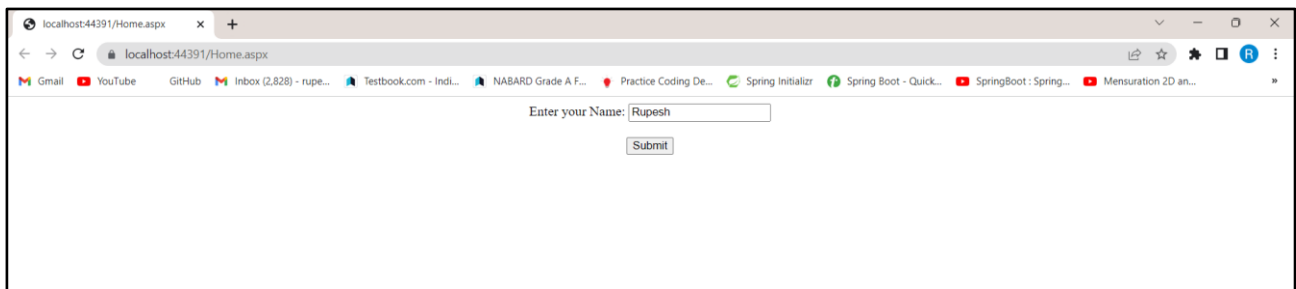 localhost:44391/Home.aspx
localhost:44391/Home.aspx R
Gmail YouTube GitHub Inbox (2,828) - rupe... Testbook.com - Indi... NABARD Grade A F... Practice Coding De... Spring Initializr Spring Boot - Quick... SpringBoot : Spring... Mensuration 2D an... »
Enter your Name: Rupesh
Submit